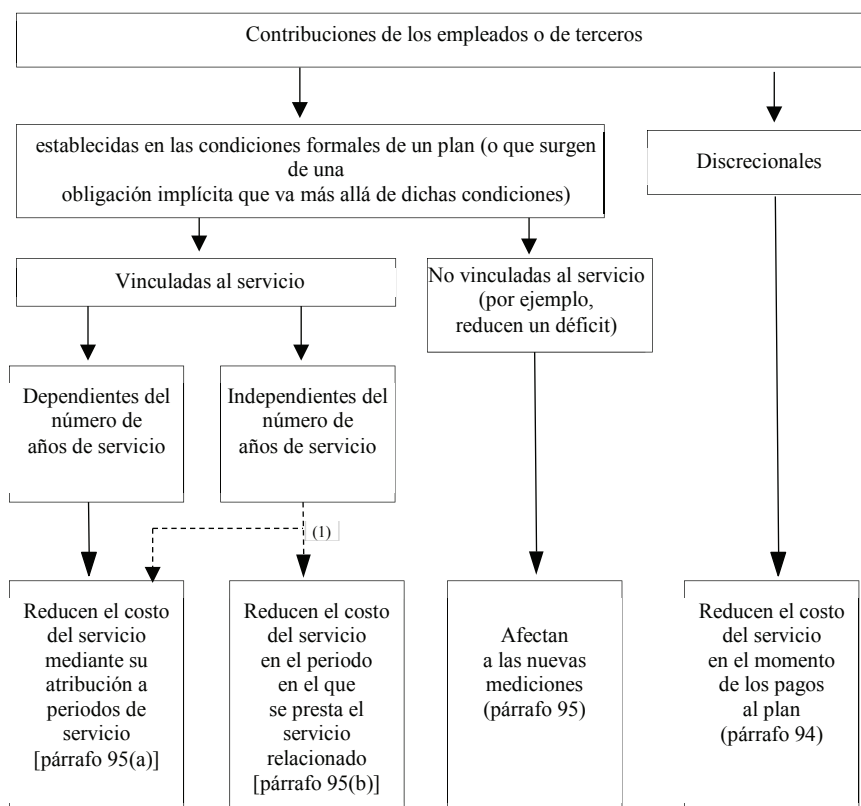 Contribuciones de los empleados o de terceros
establecidas en las condiciones formales de un plan (o que surgen
de una
obligación implícita que va más allá de dichas condiciones)
Discrecionales
Vinculadas al servicio
No vinculadas al servicio
(por ejemplo,
reducen un déficit)
Dependientes del
número de
años de servicio
Independientes del
número de
años de servicio
(1)
Reducen el costo
del servicio
mediante su
atribución a
periodos de
servicio
[párrafo 95(a)]
Reducen el costo
del servicio
en el periodo
en el que
se presta el
servicio
relacionado
[párrafo 95(b)]
Afectan
a las nuevas
mediciones
(párrafo 95)
Reducen el costo
del servicio
en el momento
de los pagos
al plan
(párrafo 94)